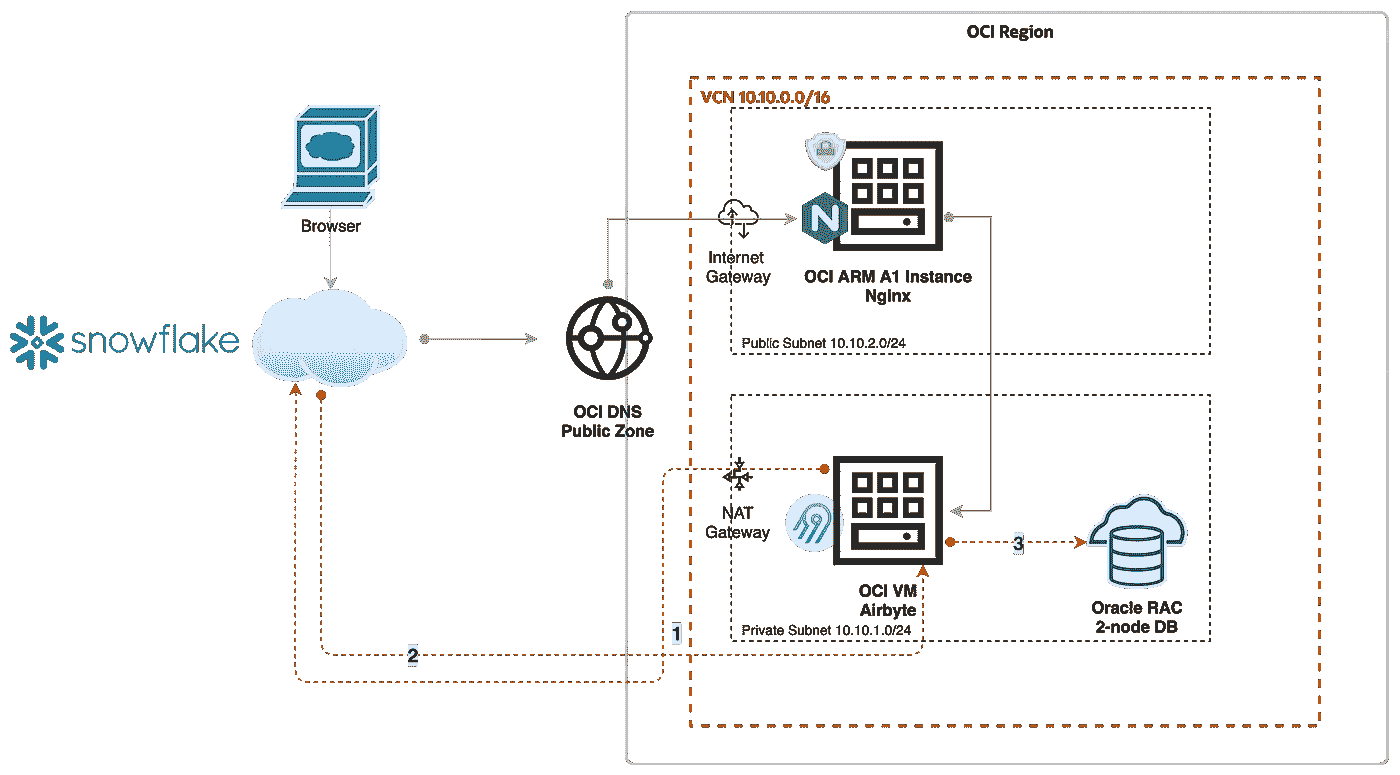 OCI Region
VCN 10.10.0.0/16
Browser
snowflake
Internet
Gateway
N
OCI ARM A1 Instance
Nginx
Public Subnet 10.10.2.0/24
OCI DNS
Public Zone
NAT
Gateway
3
OCI VM
Airbyte
Oracle RAC
2-node DB
Private Subnet 10.10.1.0/24
1
2